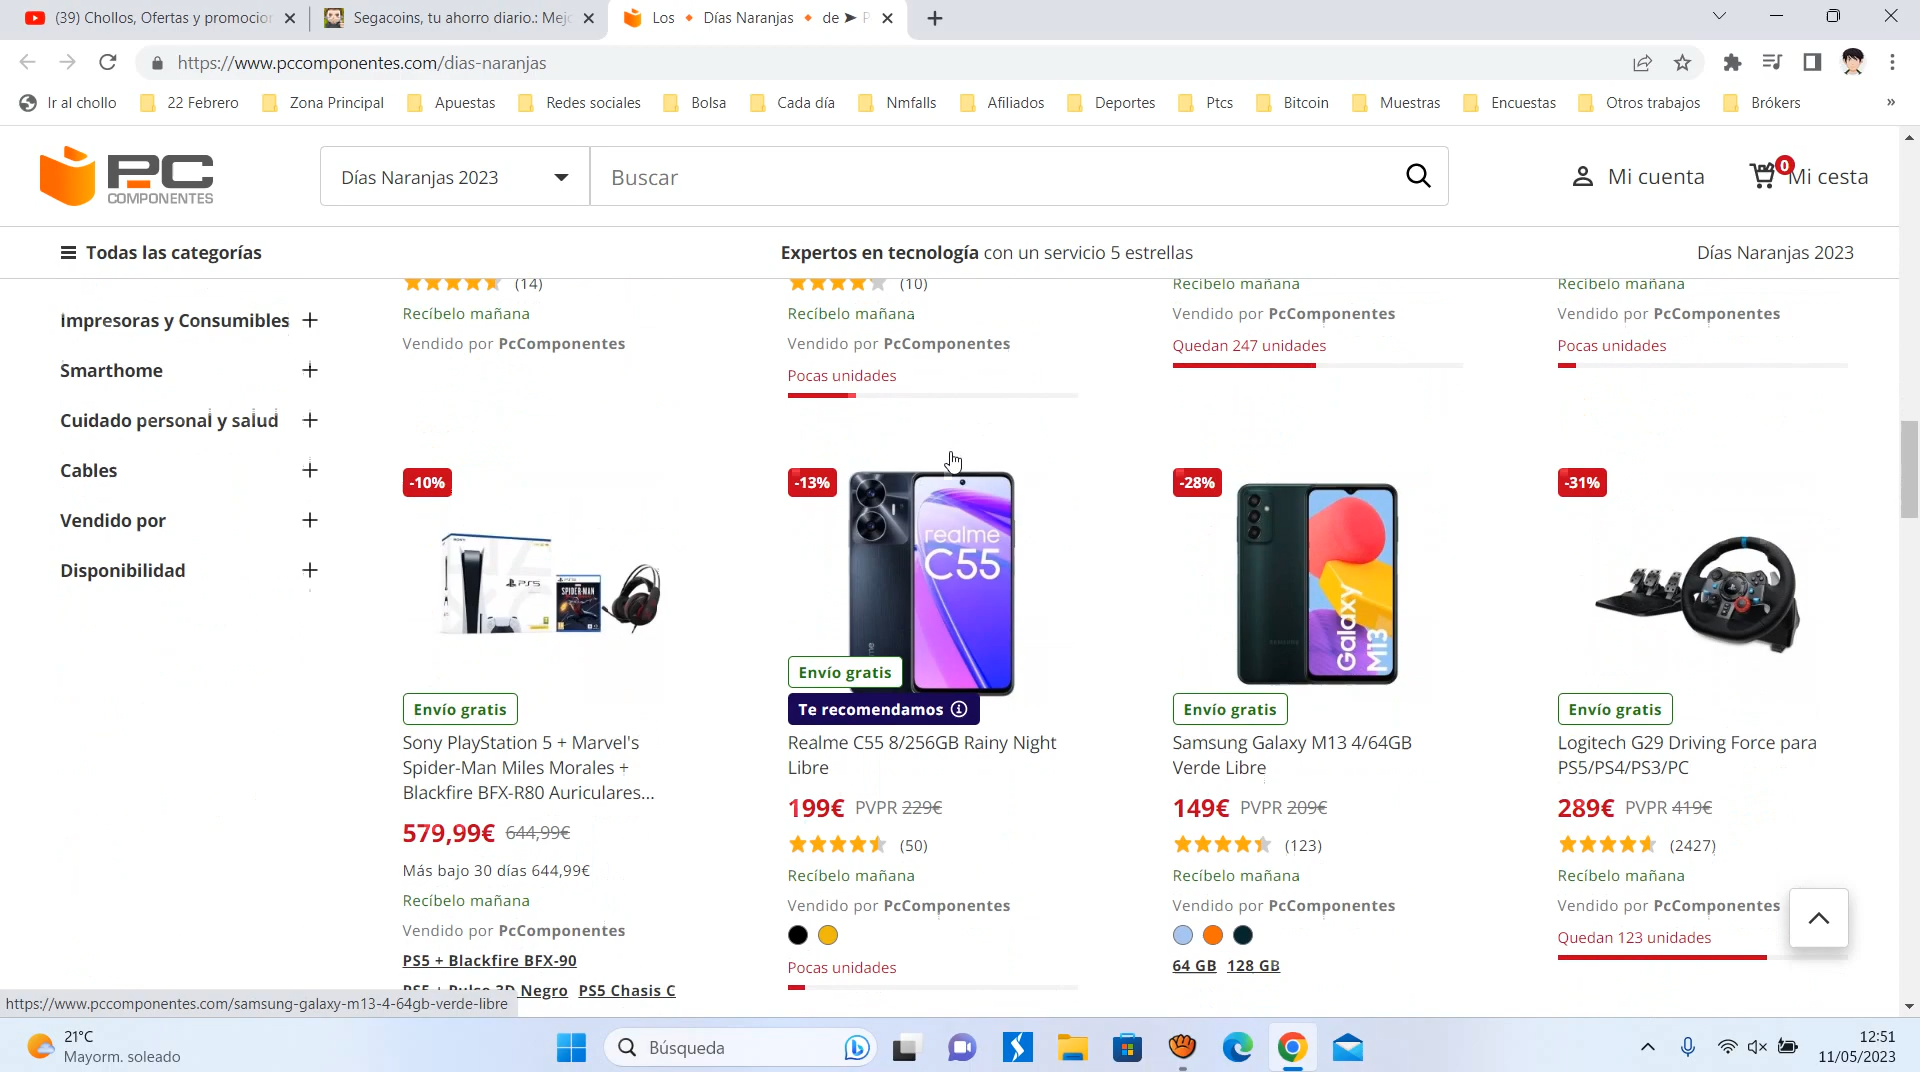 (39) Chollos, Ofertas y promocion
Segacoins, tu ahorro diario.: Mejo
Los 🔸 Días Naranjas 🔸 de ➤ P
https://www.pccomponentes.com/dias-naranjas
Ir al chollo
22 Febrero
Zona Principal
Apuestas
Redes sociales
Bolsa
Cada día
Nmfalls
Afiliados
Deportes
Ptcs
Bitcoin
Muestras
Encuestas
Otros trabajos
Brókers
»
PC
COMPONENTES
Días Naranjas 2023
Buscar
Mi cuenta
0
Mi cesta
Todas las categorías
Expertos en tecnología con un servicio 5 estrellas
Días Naranjas 2023
Impresoras y Consumibles +
Smarthome +
Cuidado personal y salud +
Cables +
Vendido por +
Disponibilidad +
(14)
Recíbelo mañana
Vendido por PcComponentes
(10)
Recíbelo mañana
Vendido por PcComponentes
Pocas unidades
Recíbelo mañana
Vendido por PcComponentes
Quedan 247 unidades
Recíbelo mañana
Vendido por PcComponentes
Pocas unidades
-10%
PS5
SPIDER-MAN
Envío gratis
Sony PlayStation 5 + Marvel's
Spider-Man Miles Morales +
Blackfire BFX-R80 Auriculares...
579,99€ 644,99€
Más bajo 30 días 644,99€
Recíbelo mañana
Vendido por PcComponentes
PS5 + Blackfire BFX-90
PS5 + Pulse 3D Negro PS5 Chasis C
-13%
realme
C55
Envío gratis
Te recomendamos
Realme C55 8/256GB Rainy Night
Libre
199€ PVPR 229€
(50)
Recíbelo mañana
Vendido por PcComponentes
Pocas unidades
-28%
SAMSUNG
Galaxy
M13
Envío gratis
Samsung Galaxy M13 4/64GB
Verde Libre
149€ PVPR 209€
(123)
Recíbelo mañana
Vendido por PcComponentes
64 GB 128 GB
-31%
Envío gratis
Logitech G29 Driving Force para
PS5/PS4/PS3/PC
289€ PVPR 419€
(2427)
Recíbelo mañana
Vendido por PcComponentes
Quedan 123 unidades
https://www.pccomponentes.com/samsung-galaxy-m13-4-64gb-verde-libre
21°C
Mayorm. soleado
Búsqueda
12:51
11/05/2023